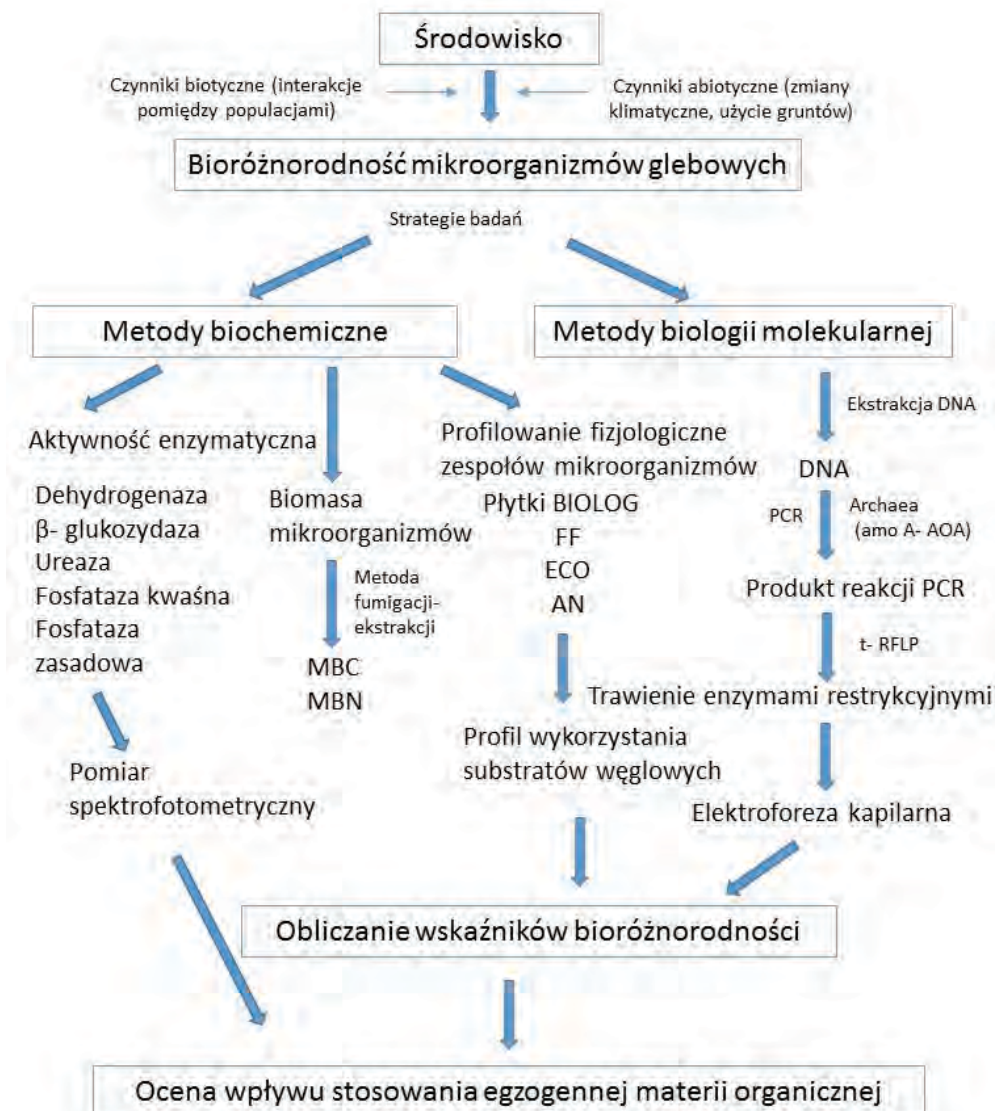 Środowisko
Czynniki biotyczne (interakcje
pomiędzy populacjami)
Czynniki abiotyczne (zmiany
klimatyczne, użycie gruntów)
Bioróżnorodność mikroorganizmów glebowych
Strategie badań
Metody biochemiczne
Metody biologii molekularnej
Aktywność enzymatyczna
Dehydrogenaza
β- glukozydaza
Ureaza
Fosfataza kwaśna
Fosfataza
zasadowa
Pomiar
spektrofotometryczny
Biomasa
mikroorganizmów
Metoda
fumigacji-
ekstrakcji
MBC
MBN
Profilowanie fizjologiczne
zespołów mikroorganizmów
Płytki BIOLOG
FF
ECO
AN
Profil wykorzystania
substratów węglowych
Ekstrakcja DNA
DNA
PCR
Archaea
(amo A- AOA)
Produkt reakcji PCR
t- RFLP
Trawienie enzymami restrykcyjnymi
Elektroforeza kapilarna
Obliczanie wskaźników bioróżnorodności
Ocena wpływu stosowania egzogennej materii organicznej